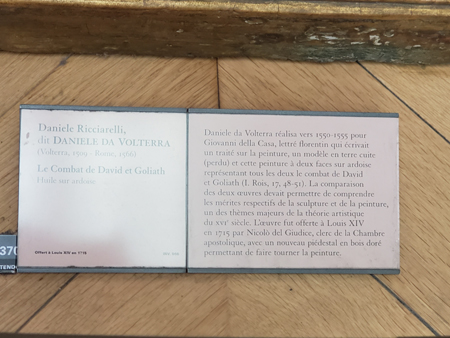 Daniele Ricciarelli,
dit DANIELE DA VOLTERRA
(Volterra, 1509 - Rome, 1566)
Le Combat de David et Goliath
Huile sur ardoise
Offert à Louis XIV en 1715
370
TEND
Daniele da Volterra réalisa vers 1550-1555 pour
Giovanni della Casa, lettré florentin qui écrivait
un traité sur la peinture, un modèle en terre cuite
(perdu) et cette peinture à deux faces sur ardoise
représentant tous les deux le combat de David
et Goliath (I. Rois, 17, 48-51). La comparaison
des deux œuvres devait permettre de comprendre
les mérites respectifs de la sculpture et de la peinture,
un des thèmes majeurs de la théorie artistique
du XVIe siècle. L'œuvre fut offerte à Louis XIV
en 1715 par Nicolò del Giudice, clerc de la Chambre
apostolique, avec un nouveau piédestal en bois doré
permettant de faire tourner la peinture.